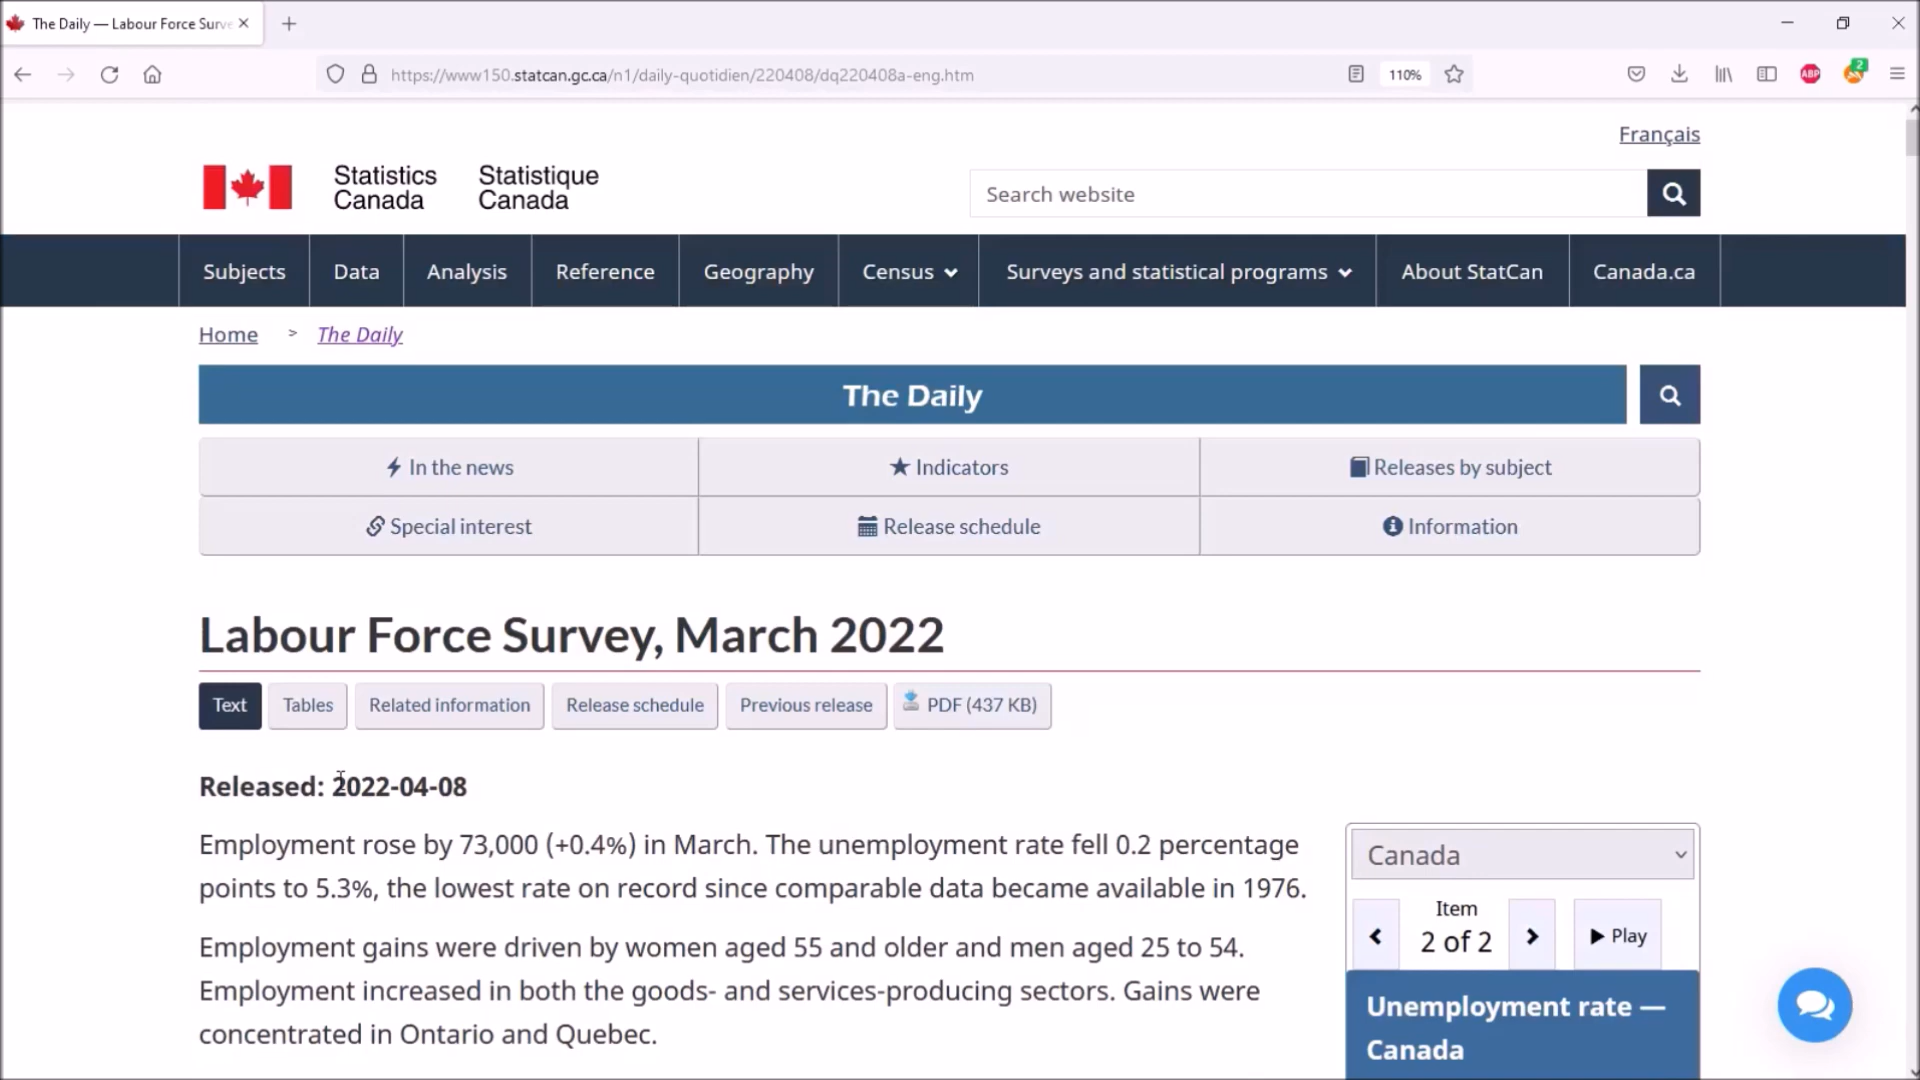 The Daily — Labour Force Surve
https://www150.statcan.gc.ca/n1/daily-quotidien/220408/dq220408a-eng.htm
110%
ABP
2
Français
Statistics Canada
Statistique Canada
Search website
Subjects
Data
Analysis
Reference
Geography
Census
Surveys and statistical programs
About StatCan
Canada.ca
Home > The Daily
The Daily
In the news
Indicators
Releases by subject
Special interest
Release schedule
Information
Labour Force Survey, March 2022
Text
Tables
Related information
Release schedule
Previous release
PDF (437 KB)
Released: 2022-04-08
Employment rose by 73,000 (+0.4%) in March. The unemployment rate fell 0.2 percentage
points to 5.3%, the lowest rate on record since comparable data became available in 1976.
Employment gains were driven by women aged 55 and older and men aged 25 to 54.
Employment increased in both the goods- and services-producing sectors. Gains were
concentrated in Ontario and Quebec.
Canada
Item
2 of 2
Play
Unemployment rate —
Canada